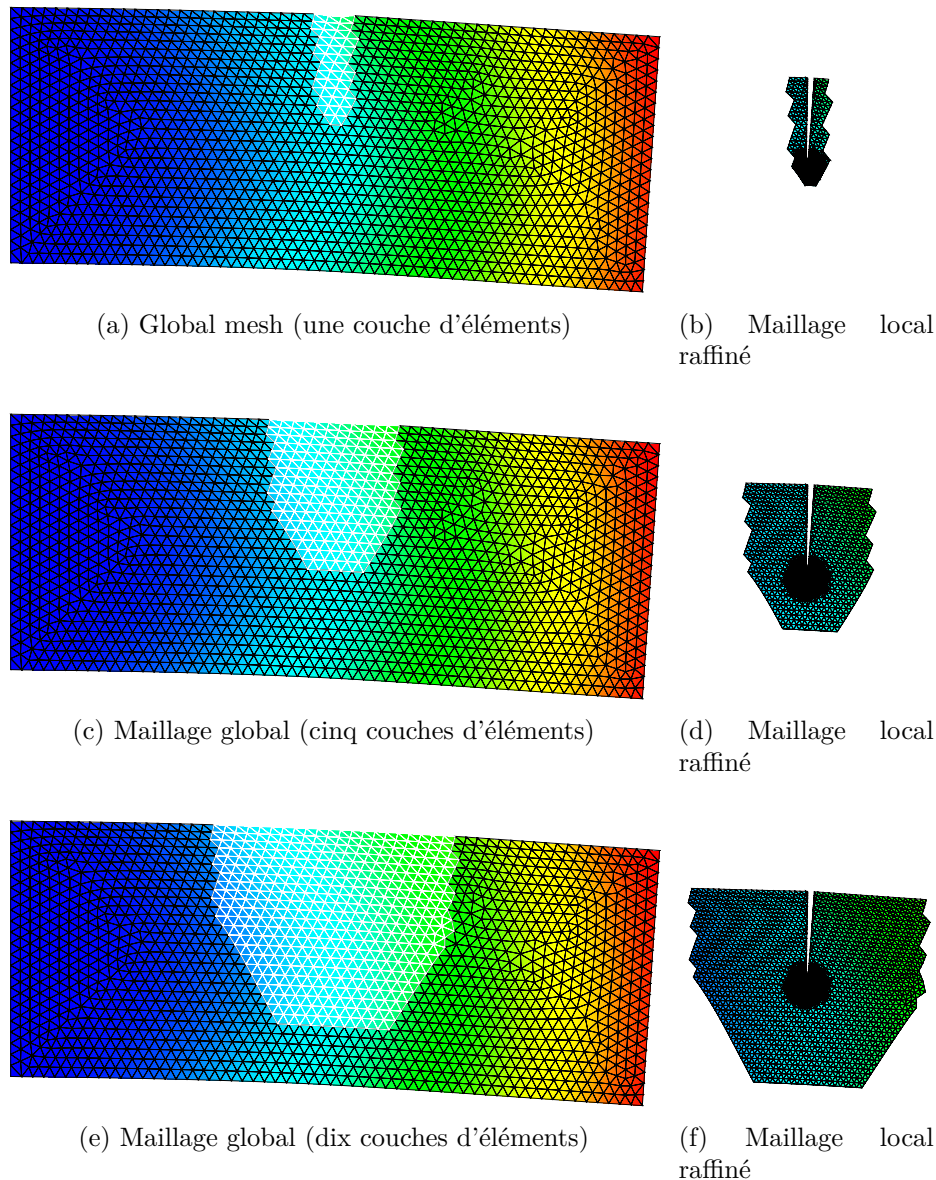 (a) Global mesh (une couche d'éléments)
(b) Maillage local
raffiné
(c) Maillage global (cinq couches d'éléments)
(d) Maillage local
raffiné
(e) Maillage global (dix couches d'éléments)
(f) Maillage local
raffiné